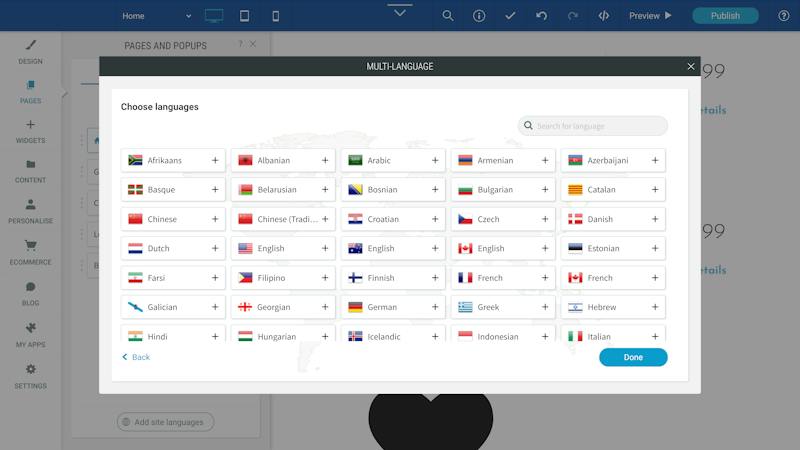 Home
Preview
Publish
?
DESIGN
PAGES
WIDGETS
CONTENT
PERSONALISE
ECOMMERCE
BLOG
MY APPS
SETTINGS
PAGES AND POPUPS
?
Add site languages
MULTI-LANGUAGE
Choose languages
Search for language
Afrikaans + Albanian + Arabic + Armenian + Azerbaijani +
Basque + Belarusian + Bosnian + Bulgarian + Catalan +
Chinese + Chinese (Tradi... + Croatian + Czech + Danish +
Dutch + English + English + English + Estonian +
Farsi + Filipino + Finnish + French + French +
Galician + Georgian + German + Greek + Hebrew +
Hindi + Hungarian + Icelandic + Indonesian + Italian +
Back
Done
99
etails
99
etails